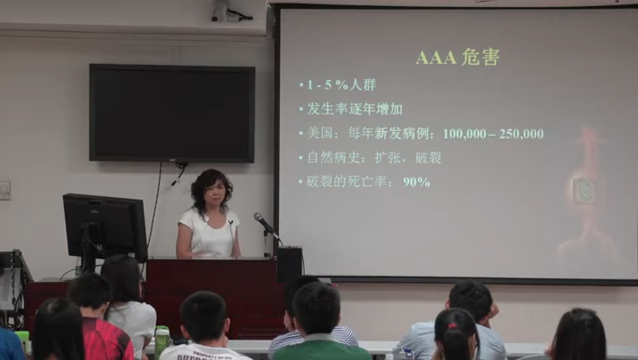 AAA 危害
• 1 - 5 %人群
• 发生率逐年增加
• 美国：每年新发病例：100,000 – 250,000
• 自然病史：扩张，破裂
• 破裂的死亡率：90%